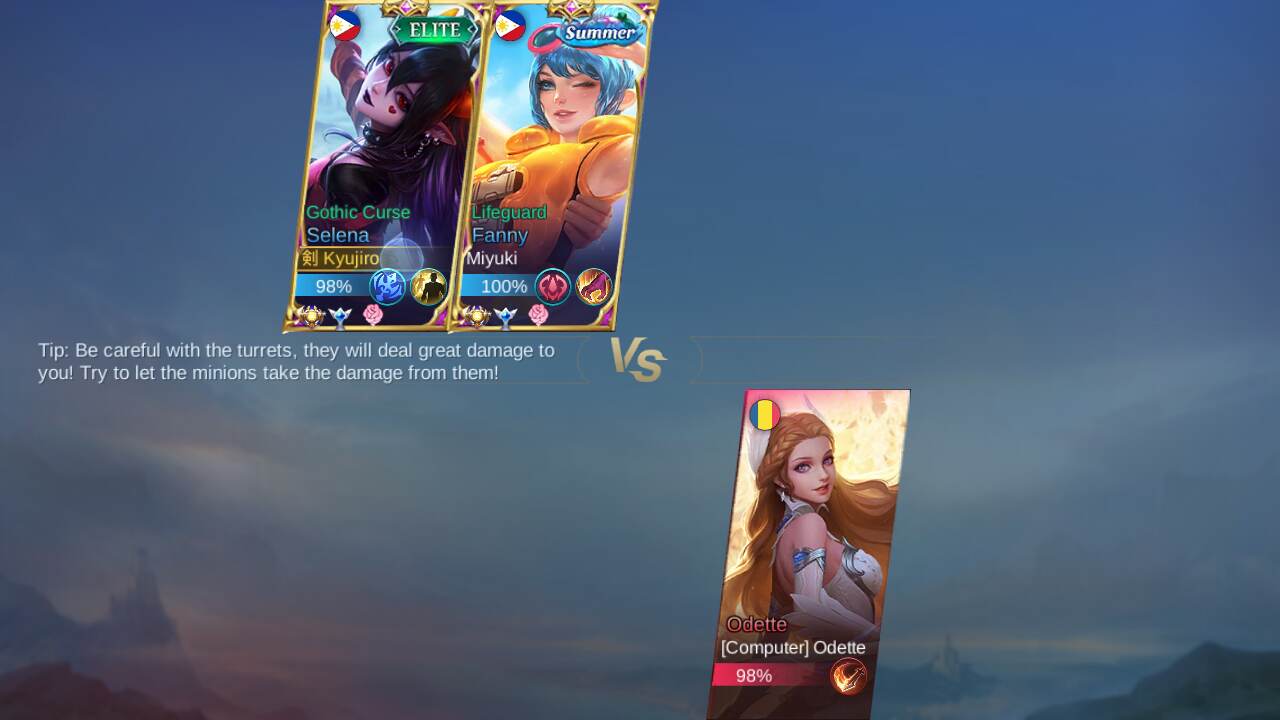 ELITE
Summer
Gothic Curse
Selena
剣 Kyujiro
98%
Lifeguard
Fanny
Miyuki
100%
Tip: Be careful with the turrets, they will deal great damage to
you! Try to let the minions take the damage from them!
VS
Odette
[Computer] Odette
98%